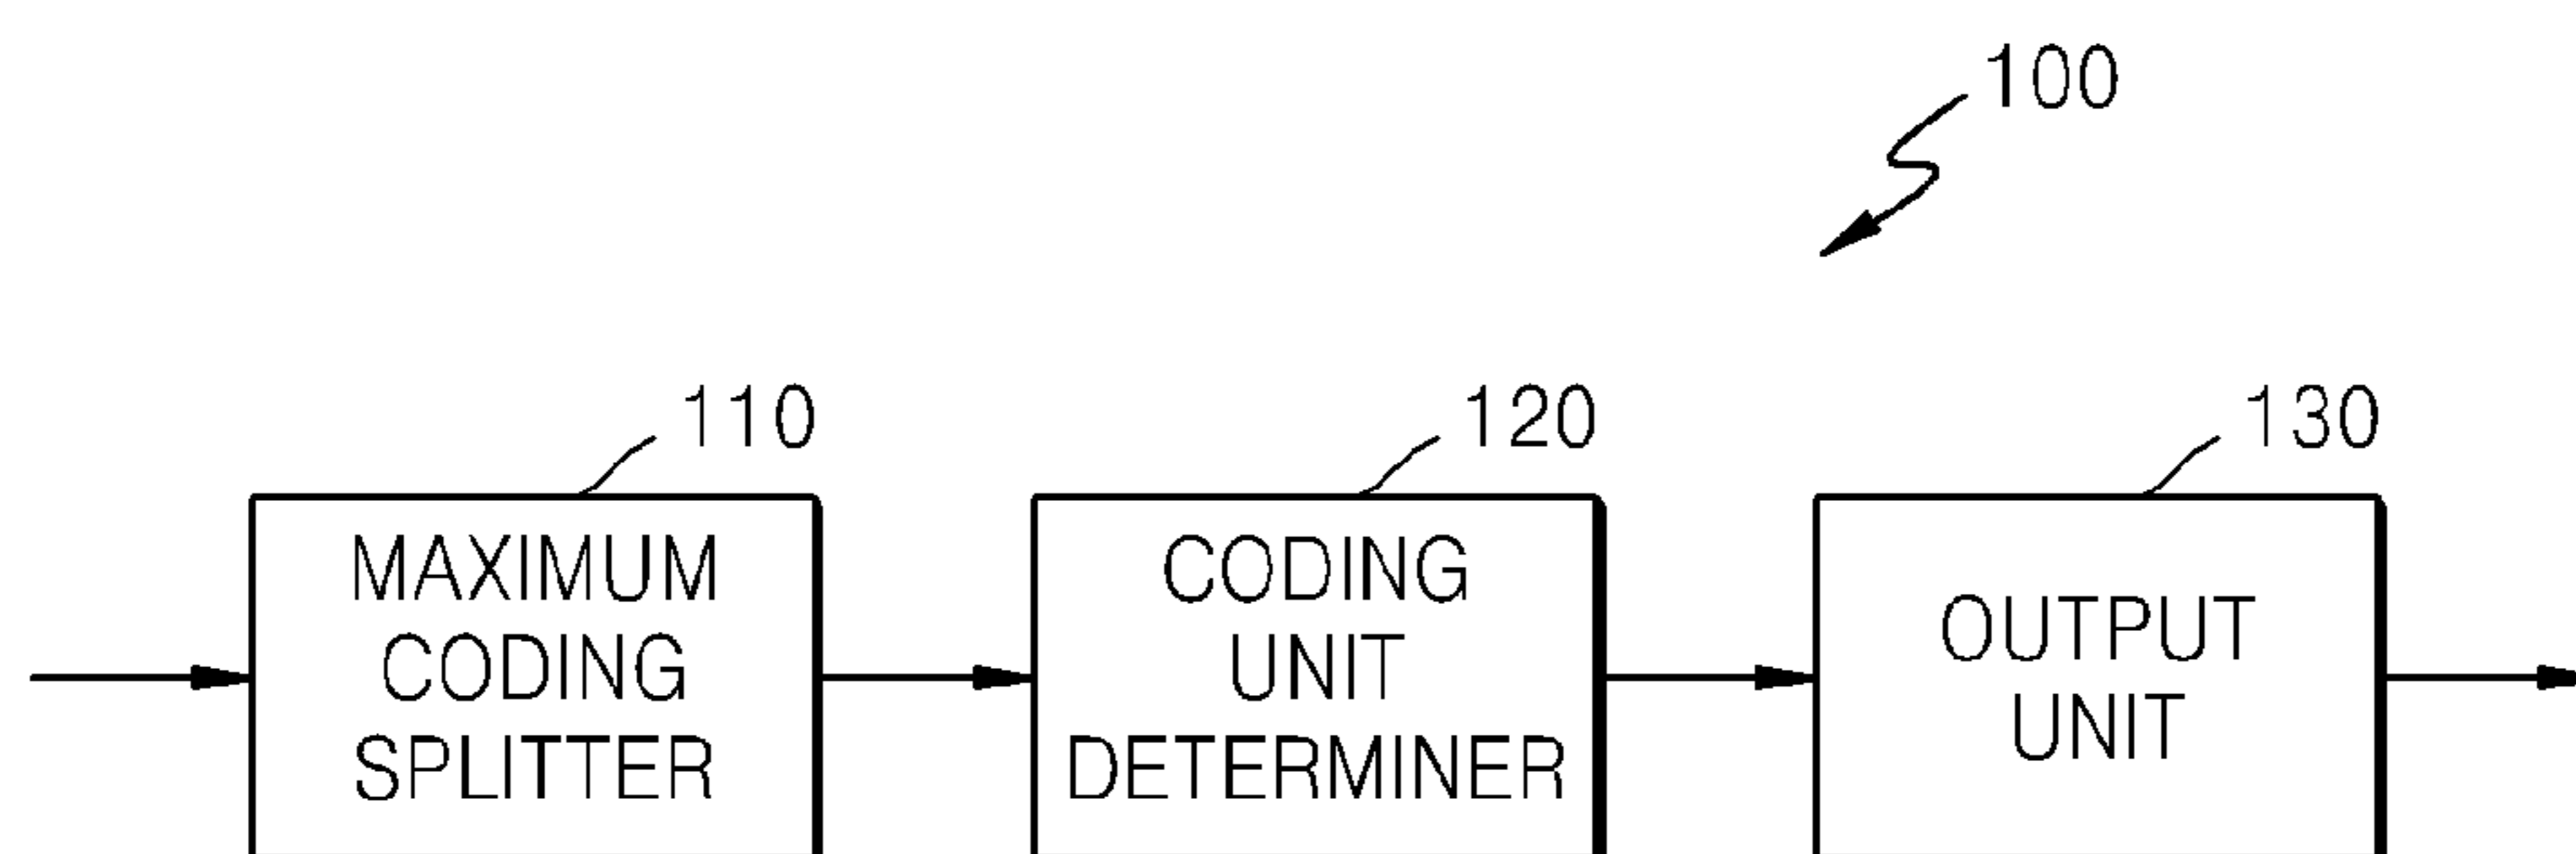 100
110
120
130
MAXIMUM
CODING
SPLITTER
CODING
UNIT
DETERMINER
OUTPUT
UNIT